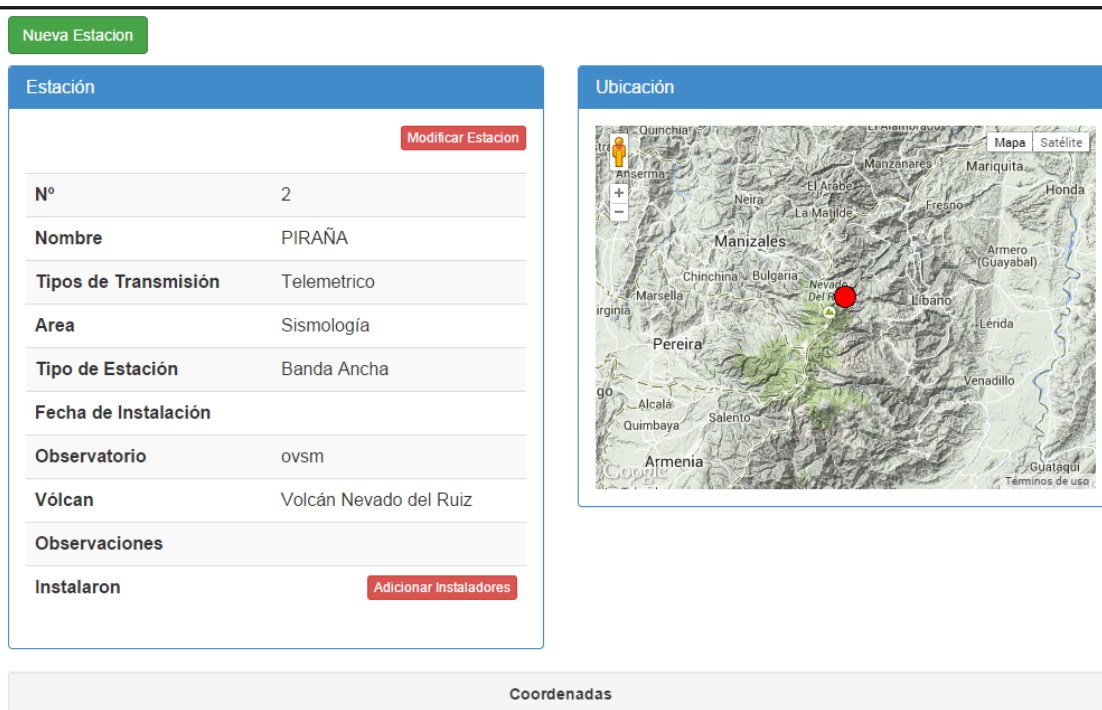 Nueva Estacion
Estación
Modificar Estacion
Nº 2
Nombre PIRAÑA
Tipos de Transmisión Telemetrico
Area Sismología
Tipo de Estación Banda Ancha
Fecha de Instalación
Observatorio ovsm
Vólcan Volcán Nevado del Ruiz
Observaciones
Instalaron Adicionar Instaladores
Ubicación
Quinchia
Mapa Satélite
Anserma
Manzanares
Mariquita
El Arabe
Honda
Neira
Fresno
La Matilde
Manizales
Armero
(Guayabal)
Chinchina
Bulgaria
Nevado
Del
Marsella
Líbano
Lérida
Pereira
Venadillo
Alcalá
Salento
Quimbaya
Armenia
Guataqui
Google
Términos de uso
Coordenadas